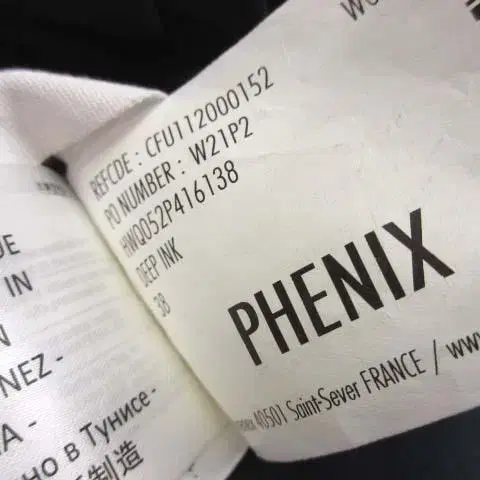 REFCDE : CFU112000152
PO NUMBER : W21P2
HWQ052P416138
DEEP INK
38
PHENIX
40501 Saint-Sever FRANCE / www
IN
NEZ -
A -
но в Тунисе -
制造